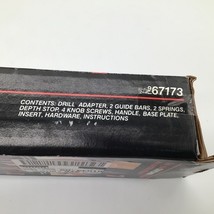 67173
CONTENTS: DRILL ADAPTER, 2 GUIDE BARS, 2 SPRINGS,
DEPTH STOP, 4 KNOB SCREWS, HANDLE, BASE PLATE,
INSERT, HARDWARE, INSTRUCTIONS